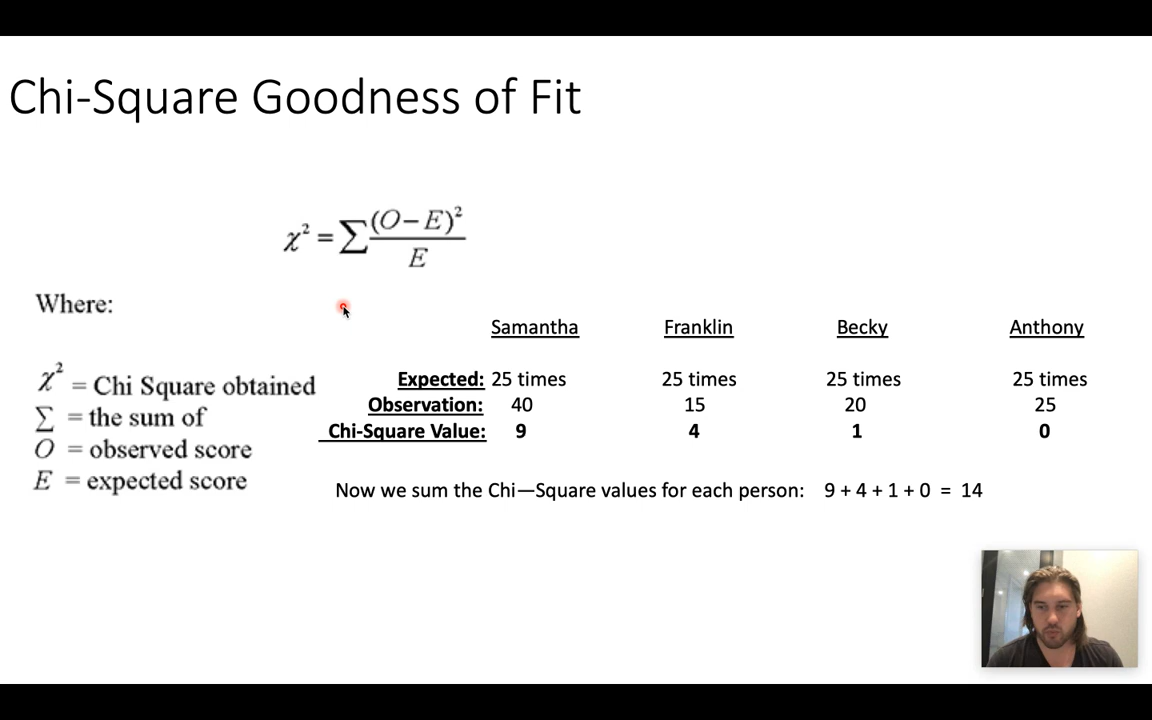 Chi-Square Goodness of Fit
χ² = ∑(O−E)²/E
Where:
χ² = Chi Square obtained
∑ = the sum of
O = observed score
E = expected score
Samantha Franklin Becky Anthony
Expected: 25 times 25 times 25 times 25 times
Observation: 40 15 20 25
Chi-Square Value: 9 4 1 0
Now we sum the Chi—Square values for each person: 9 + 4 + 1 + 0 = 14